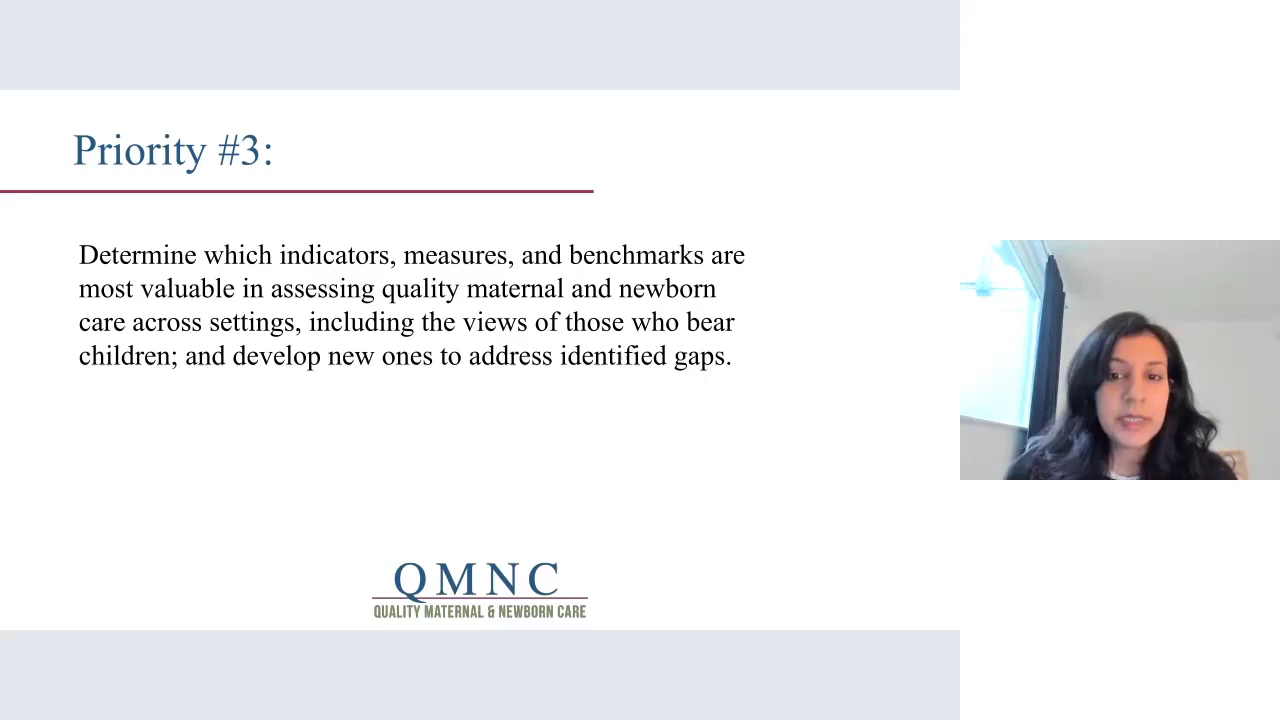 Priority #3:
Determine which indicators, measures, and benchmarks are
most valuable in assessing quality maternal and newborn
care across settings, including the views of those who bear
children; and develop new ones to address identified gaps.
QMNC
QUALITY MATERNAL & NEWBORN CARE